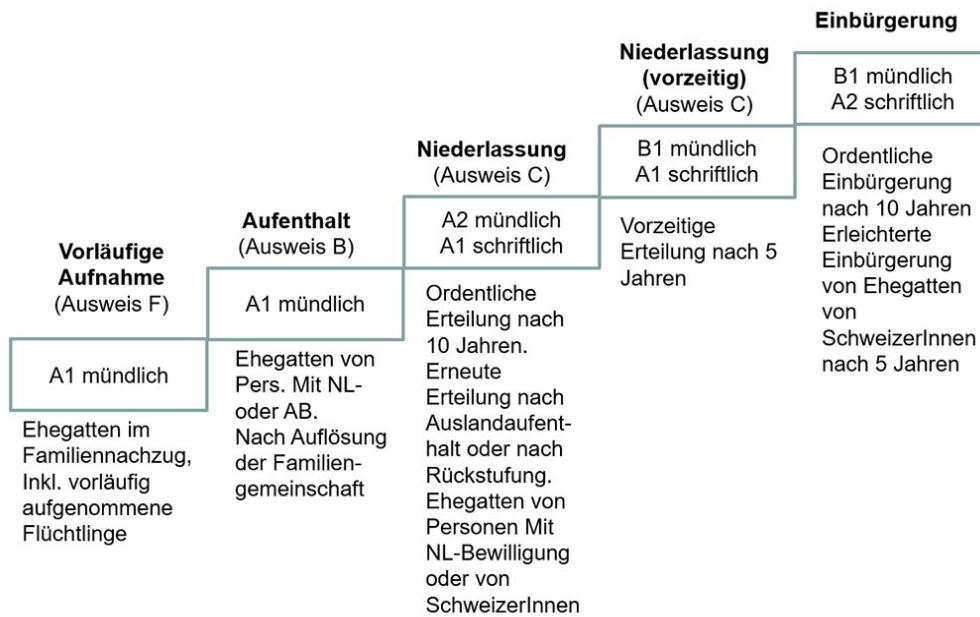 Vorläufige
Aufnahme
(Ausweis F)
A1 mündlich
Ehegatten im
Familiennachzug,
Inkl. vorläufig
aufgenommene
Flüchtlinge
Aufenthalt
(Ausweis B)
A1 mündlich
Ehegatten von
Pers. Mit NL-
oder AB.
Nach Auflösung
der Familien-
gemeinschaft
Niederlassung
(Ausweis C)
A2 mündlich
A1 schriftlich
Ordentliche
Erteilung nach
10 Jahren.
Erneute
Erteilung nach
Auslandaufent-
halt oder nach
Rückstufung.
Ehegatten von
Personen Mit
NL-Bewilligung
oder von
SchweizerInnen
Niederlassung
(vorzeitig)
(Ausweis C)
B1 mündlich
A1 schriftlich
Vorzeitige
Erteilung nach 5
Jahren
Einbürgerung
B1 mündlich
A2 schriftlich
Ordentliche
Einbürgerung
nach 10 Jahren
Erleichterte
Einbürgerung
von Ehegatten
von
SchweizerInnen
nach 5 Jahren